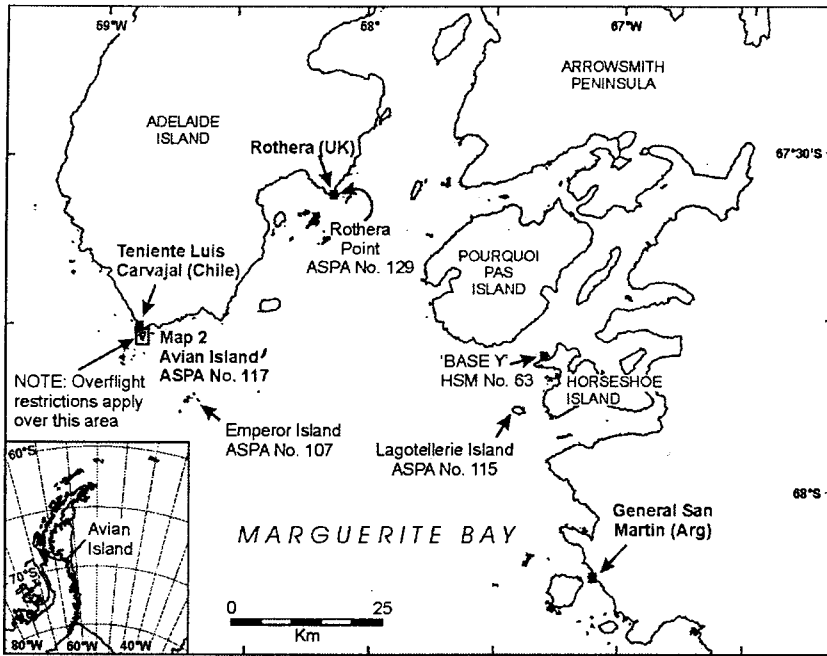 69°W
68°
67°W
ARROWSMITH
PENINSULA
ADELAIDE
ISLAND
Rothera (UK)
67°30'S
Rothera
Point
ASPA No. 129
Teniente Luis
Carvajal (Chile)
POURQUOI
PAS
ISLAND
Map 2
Avian Island
ASPA No. 117
'BASE Y'
HSM No. 63
HORSESHOE
ISLAND
NOTE: Overflight
restrictions apply
over this area
Emperor Island
ASPA No. 107
Lagotellerie Island
ASPA No. 115
60°S
68°S
General San
Martin (Arg)
MARGUERITE BAY
Avian
Island
70°S
0
25
Km
80°W
60°W
40°W